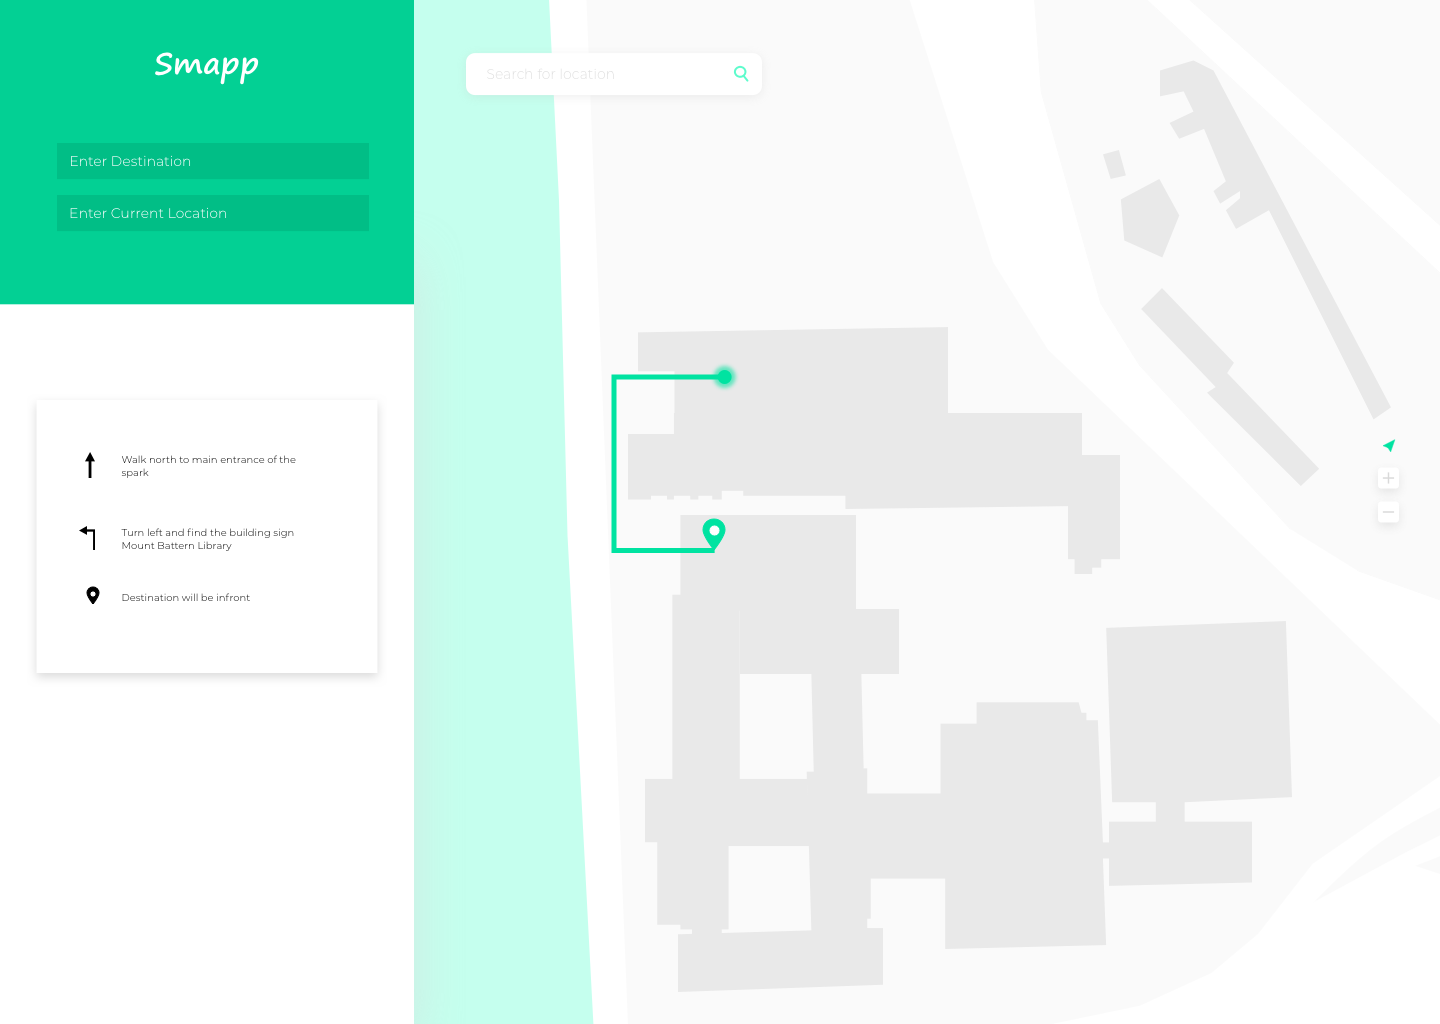 Smapp
Enter Destination
Enter Current Location
Search for location
Walk north to main entrance of the
spark
Turn left and find the building sign
Mount Battern Library
Destination will be infront